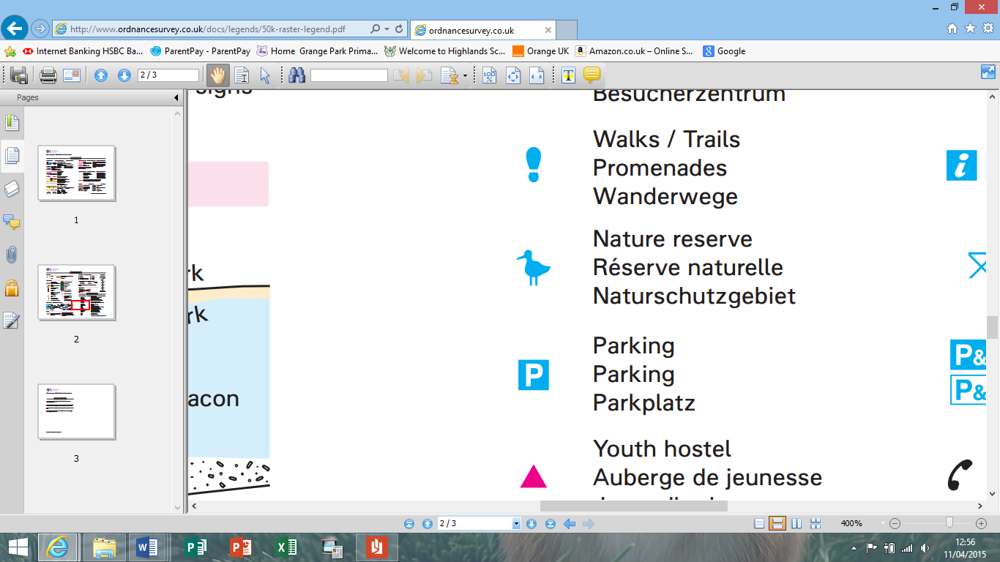 http://www.ordnancesurvey.co.uk/docs/legends/50k-raster-legend.pdf
ordnancesurvey.co.uk
Internet Banking HSBC Ba...
ParentPay - ParentPay
Home Grange Park Prima...
Welcome to Highlands Sc...
Orange UK
Amazon.co.uk – Online S...
Google
2 / 3
Pages
1
2
3
signs
rk
rk
acon
Besucherzentrum
Walks / Trails
Promenades
Wanderwege
i
Nature reserve
Réserve naturelle
Naturschutzgebiet
P
Parking
Parking
Parkplatz
P&
P&
Youth hostel
Auberge de jeunesse
2 / 3
400%
12:56
11/04/2015